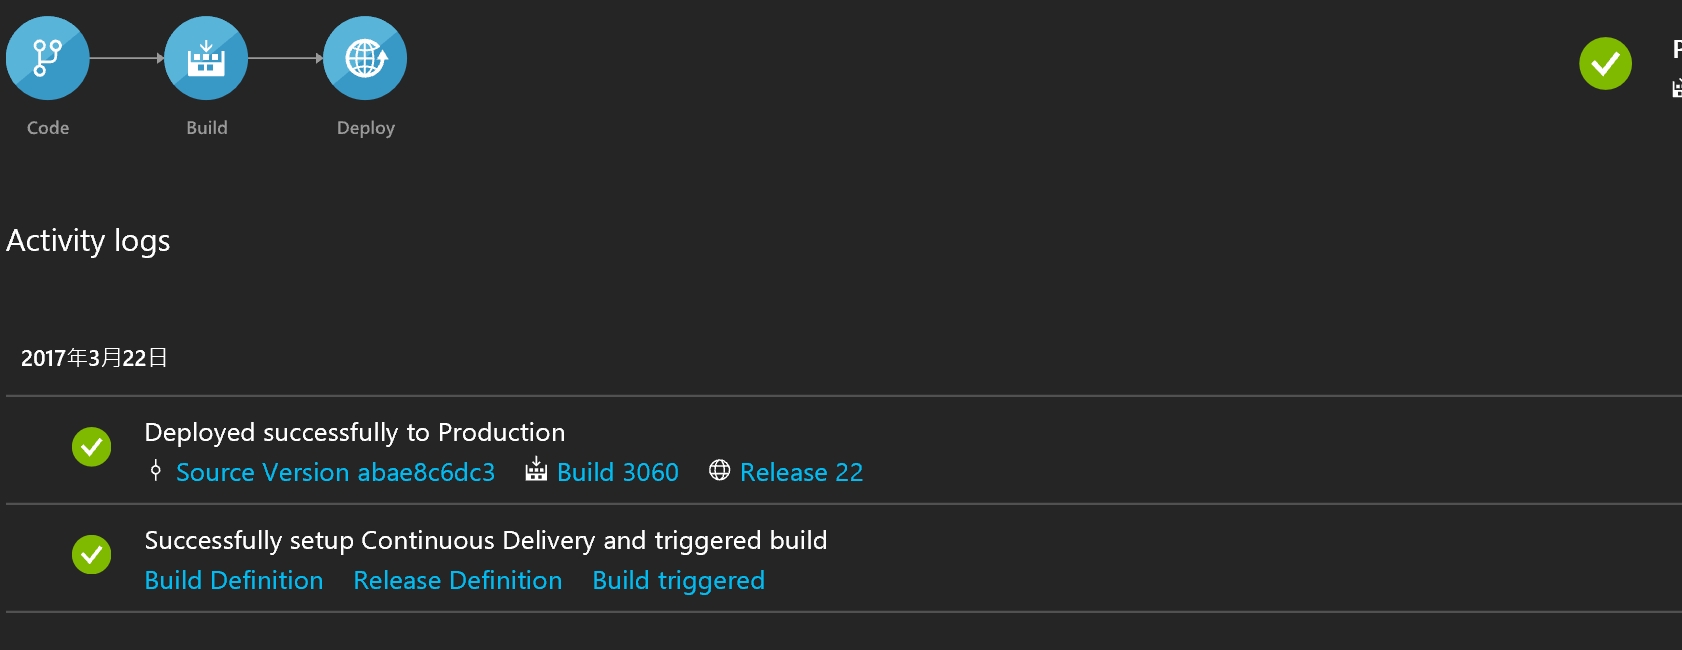 Code Build Deploy
Activity logs
2017年3月22日
Deployed successfully to Production
Source Version abae8c6dc3 Build 3060 Release 22
Successfully setup Continuous Delivery and triggered build
Build Definition Release Definition Build triggered